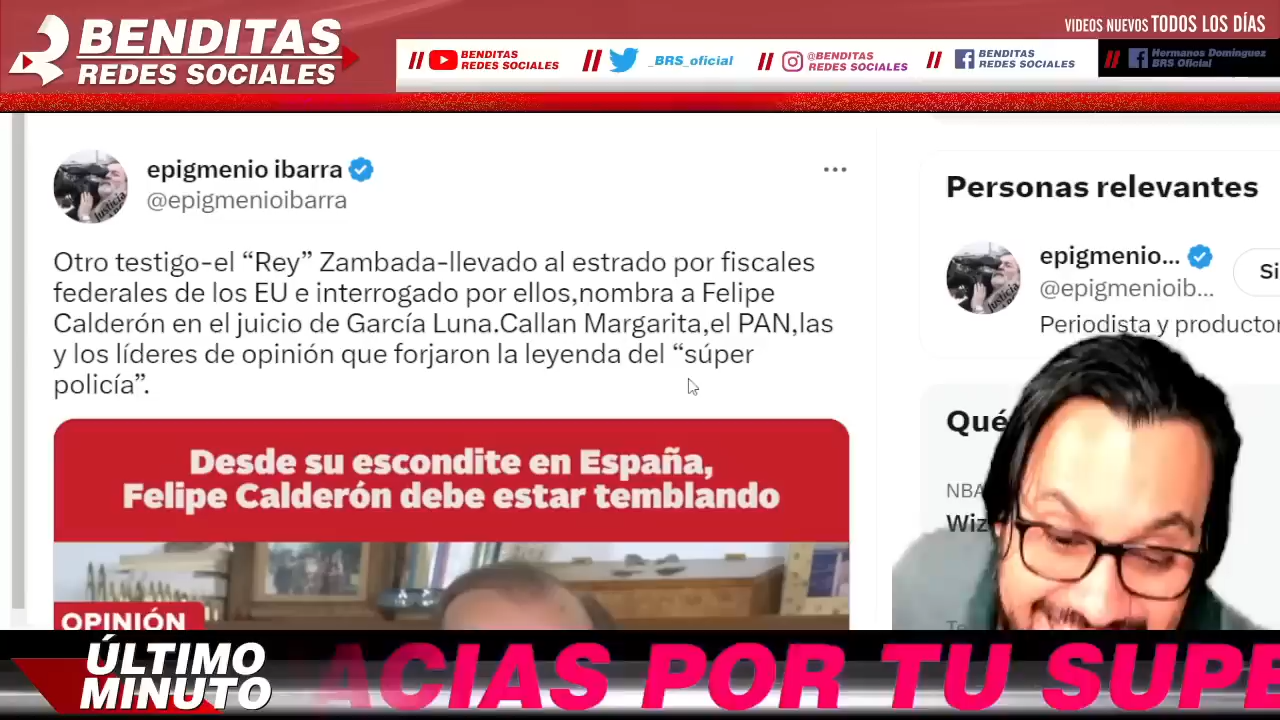 BENDITAS
REDES SOCIALES
VIDEOS NUEVOS TODOS LOS DÍAS
// BENDITAS REDES SOCIALES
// _BRS_oficial
// @BENDITAS REDES SOCIALES
// BENDITAS REDES SOCIALES
// Hermanos Dominguez BRS Oficial
epigmenio ibarra
@epigmenioibarra
Otro testigo-el “Rey” Zambada-llevado al estrado por fiscales
federales de los EU e interrogado por ellos,nombra a Felipe
Calderón en el juicio de García Luna.Callan Margarita,el PAN,las
y los líderes de opinión que forjaron la leyenda del “súper
policía”.
Desde su escondite en España,
Felipe Calderón debe estar temblando
OPINIÓN
Personas relevantes
epigmenio...
@epigmenioib...
Si
Periodista y productor
Qué
NBA
Wiz
ÚLTIMO
MINUTO
ACIAS POR TU SUPE